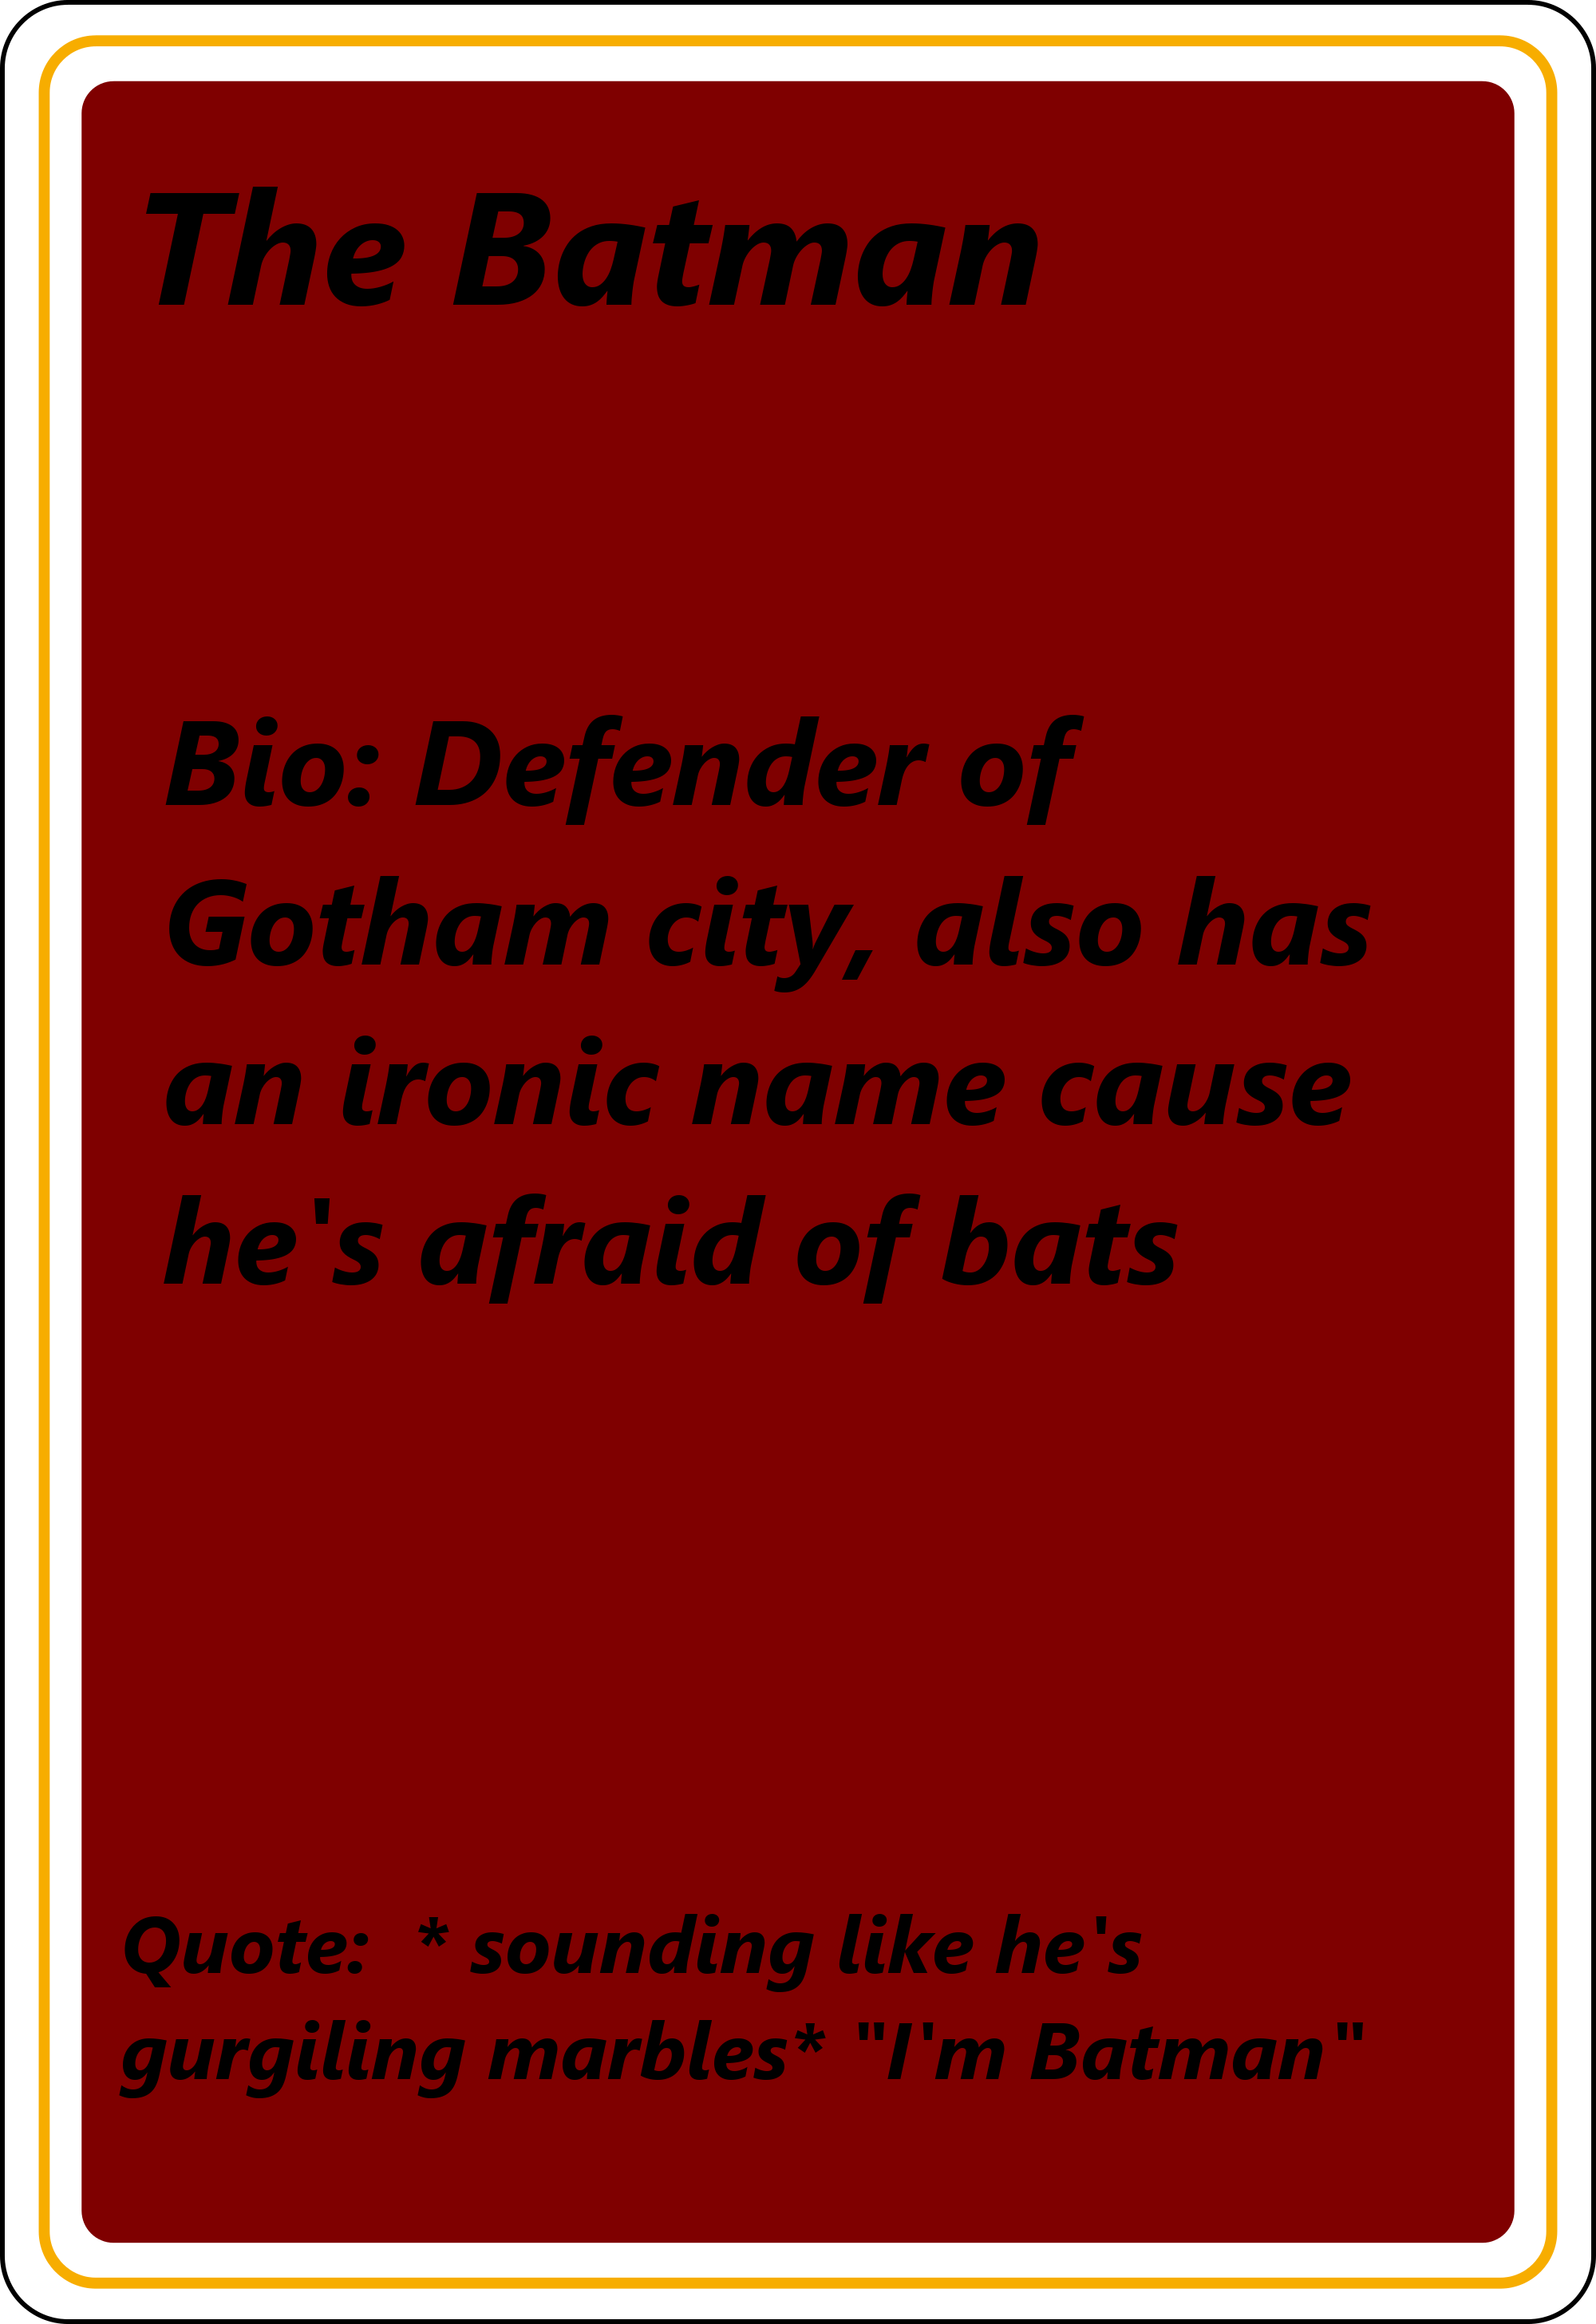 The Batman
Bio: Defender of
Gotham city, also has
an ironic name cause
he's afraid of bats
Quote:  * sounding like he's
gurgiling marbles* "I'm Batman"